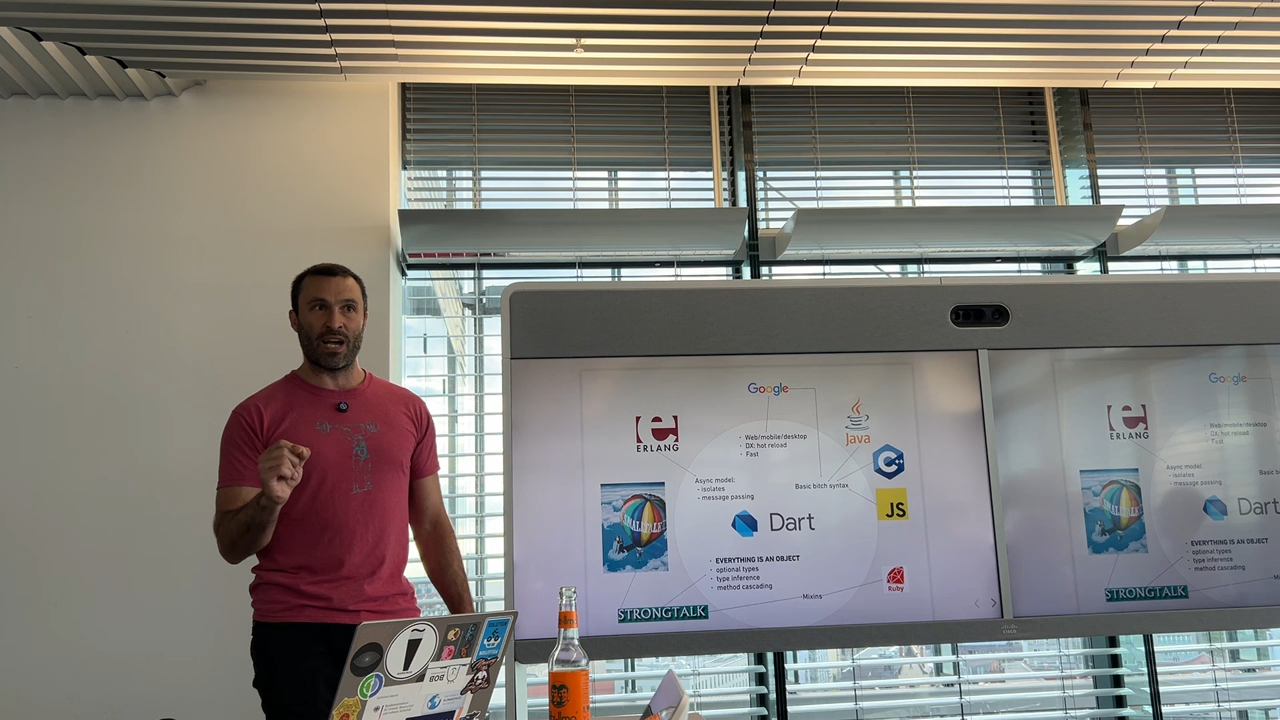 Google
ERLANG
Web/mobile/desktop
DX: hot reload
Fast
Java
C++
Async model:
- isolates
- message passing
Basic bitch syntax
JS
SMALLTALK
Dart
EVERYTHING IS AN OBJECT
optional types
type inference
method cascading
STRONGTALK
Mixins
Ruby
Google
ERLANG
Web/mobile/desktop
DX: hot reload
Fast
Async model:
- isolates
- message passing
Basic b
Dart
EVERYTHING IS AN OBJECT
optional types
type inference
method cascading
STRONGTALK
CISCO
BOB